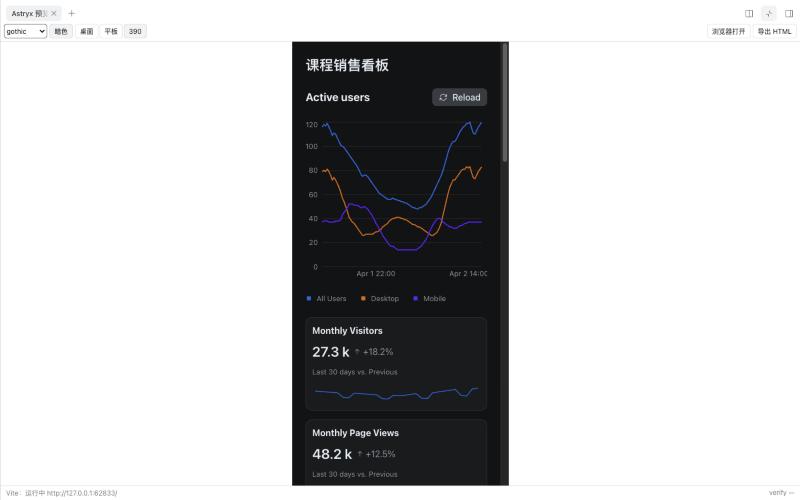 Astryx 预 × +
gothic 暗色 桌面 平板 390 浏览器打开 导出 HTML
课程销售看板
Active users Reload
120
100
80
60
40
20
0
Apr 1 22:00 Apr 2 14:00
All Users Desktop Mobile
Monthly Visitors
27.3 k ↑ +18.2%
Last 30 days vs. Previous
Monthly Page Views
48.2 k ↑ +12.5%
Last 30 days vs. Previous
Vite: 运行中 http://127.0.0.1:62833/ verify —